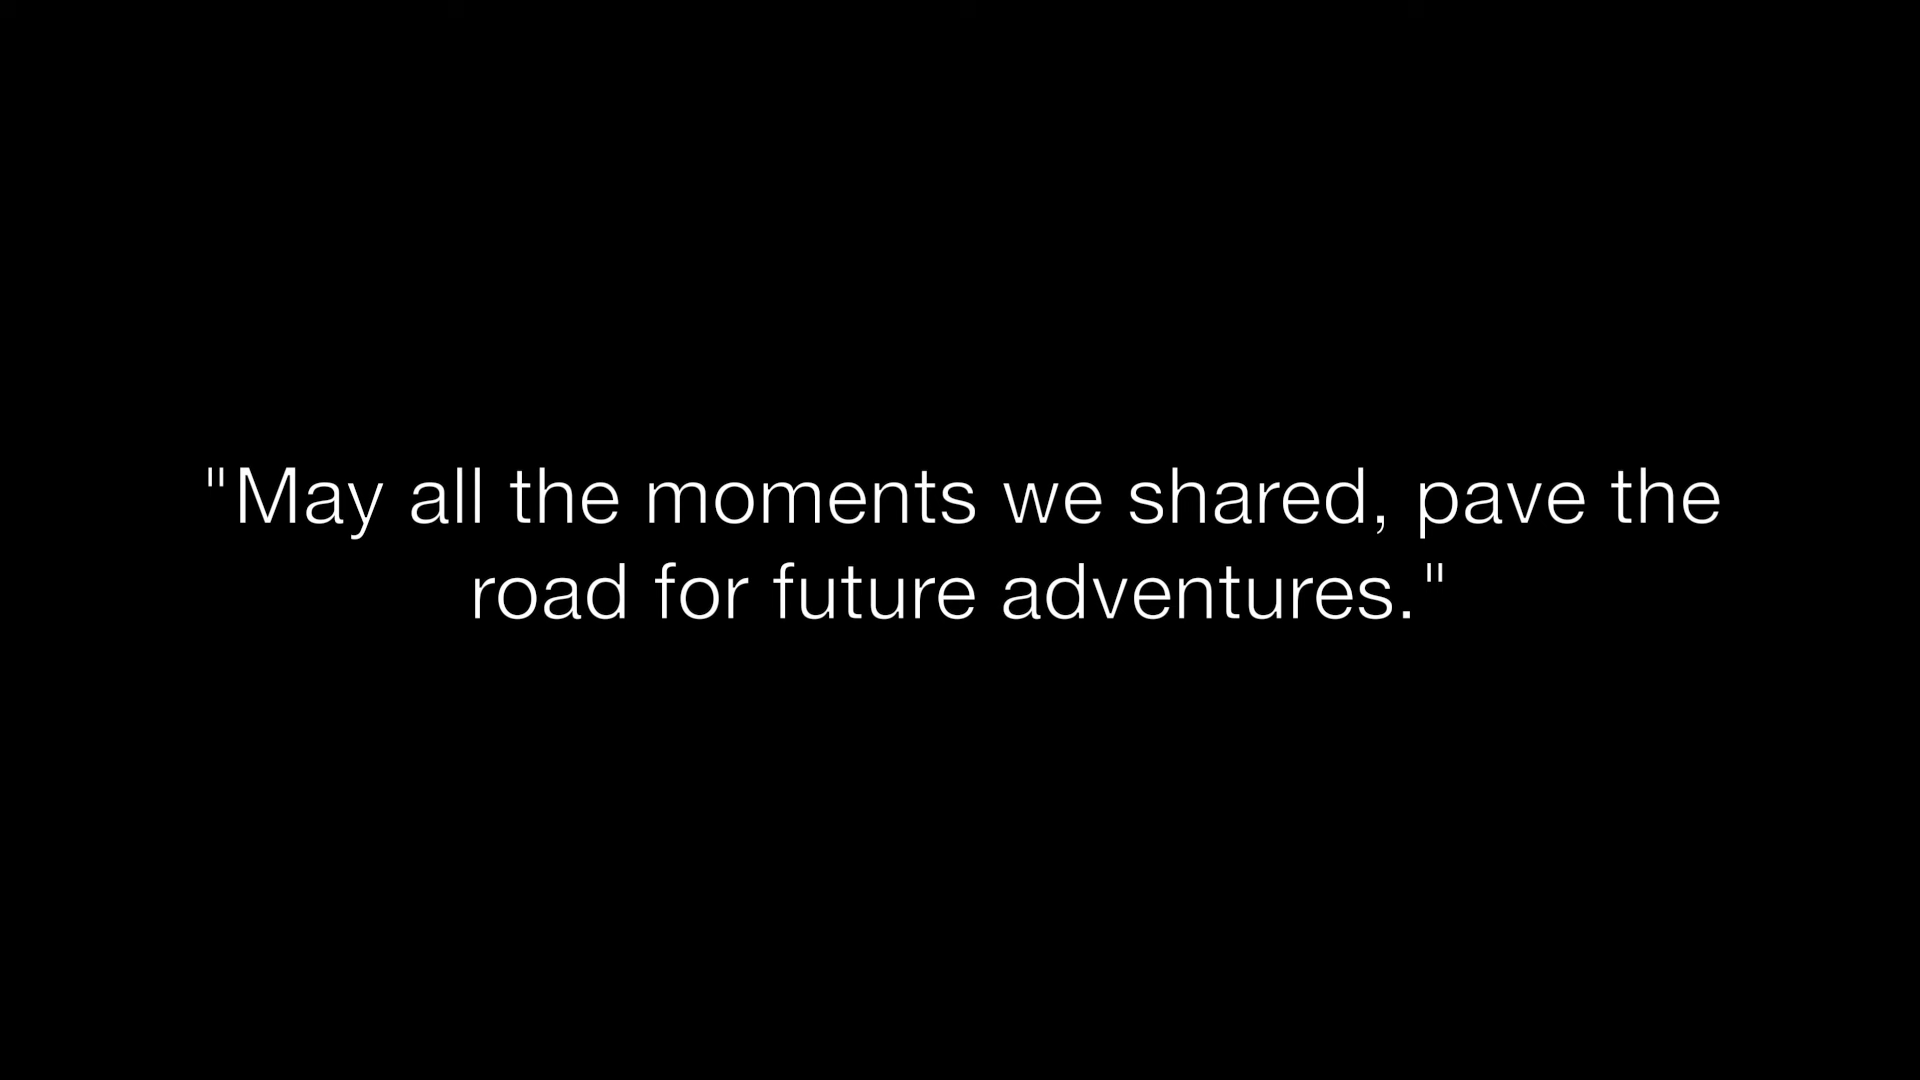 "May all the moments we shared, pave the
road for future adventures."